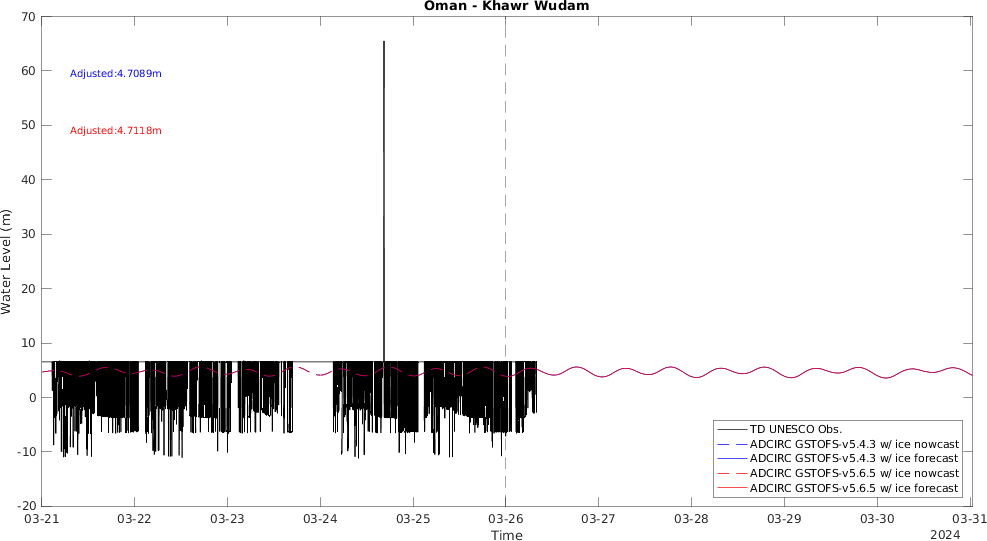 Oman - Khawr Wudam
70
60
50
40
30
20
10
0
-10
-20
Water Level (m)
Adjusted:4.7089m
Adjusted:4.7118m
TD UNESCO Obs.
ADCIRC GSTOFS-v5.4.3 w/ ice nowcast
ADCIRC GSTOFS-v5.4.3 w/ ice forecast
ADCIRC GSTOFS-v5.6.5 w/ ice nowcast
ADCIRC GSTOFS-v5.6.5 w/ ice forecast
03-21 03-22 03-23 03-24 03-25 03-26 03-27 03-28 03-29 03-30 03-31
Time
2024